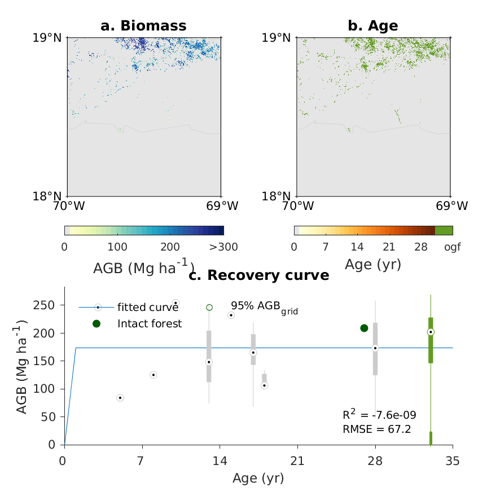 a. Biomass
b. Age
19°N
19°N
18°N
18°N
70°W
69°W
70°W
69°W
0 100 200 >300
0 7 14 21 28 ogf
AGB (Mg ha-1)
Age (yr)
c. Recovery curve
fitted curve
95% AGBgrid
Intact forest
250
200
150
100
50
0
AGB (Mg ha-1)
R2 = -7.6e-09
RMSE = 67.2
0 7 14 21 28 35
Age (yr)